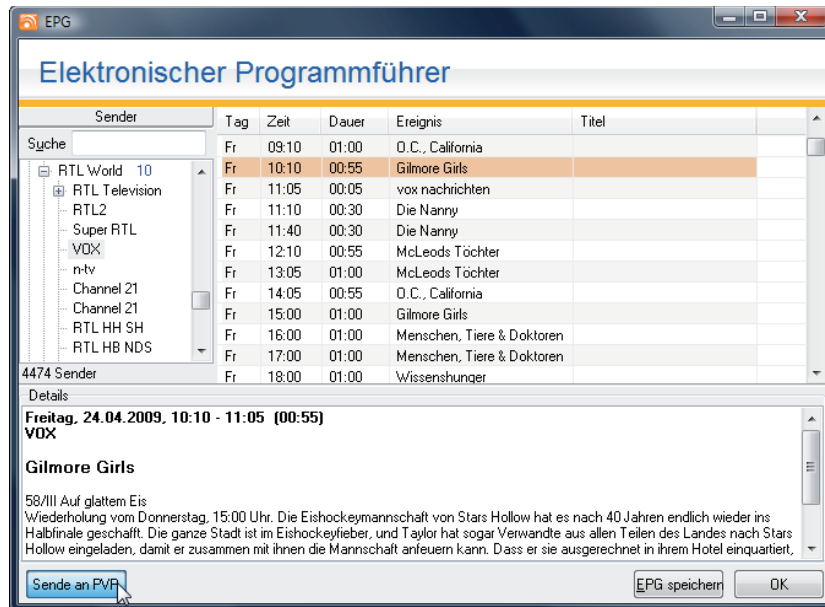 EPG
Elektronischer Programmführer
Sender
Suche
RTL World 10
RTL Television
RTL2
Super RTL
VOX
n-tv
Channel 21
Channel 21
RTL HH SH
RTL HB NDS
4474 Sender
Tag Zeit Dauer Ereignis Titel
Fr 09:10 01:00 O.C., California
Fr 10:10 00:55 Gilmore Girls
Fr 11:05 00:05 vox nachrichten
Fr 11:10 00:30 Die Nanny
Fr 11:40 00:30 Die Nanny
Fr 12:10 00:55 McLeods Töchter
Fr 13:05 01:00 McLeods Töchter
Fr 14:05 00:55 O.C., California
Fr 15:00 01:00 Gilmore Girls
Fr 16:00 01:00 Menschen, Tiere & Doktoren
Fr 17:00 01:00 Menschen, Tiere & Doktoren
Fr 18:00 01:00 Wissenshunger
Details
Freitag, 24.04.2009, 10:10 - 11:05 (00:55)
VOX
Gilmore Girls
58/III Auf glattem Eis
Wiederholung vom Donnerstag, 15:00 Uhr. Die Eishockeymannschaft von Stars Hollow hat es nach 40 Jahren endlich wieder ins
Halbfinale geschafft. Die ganze Stadt ist im Eishockeyfieber, und Taylor hat sogar Verwandte aus allen Teilen des Landes nach Stars
Hollow eingeladen, damit er zusammen mit ihnen die Mannschaft anfeuern kann. Dass er sie ausgerechnet in ihrem Hotel einquartiert,
Sende an PVR
EPG speichern
OK